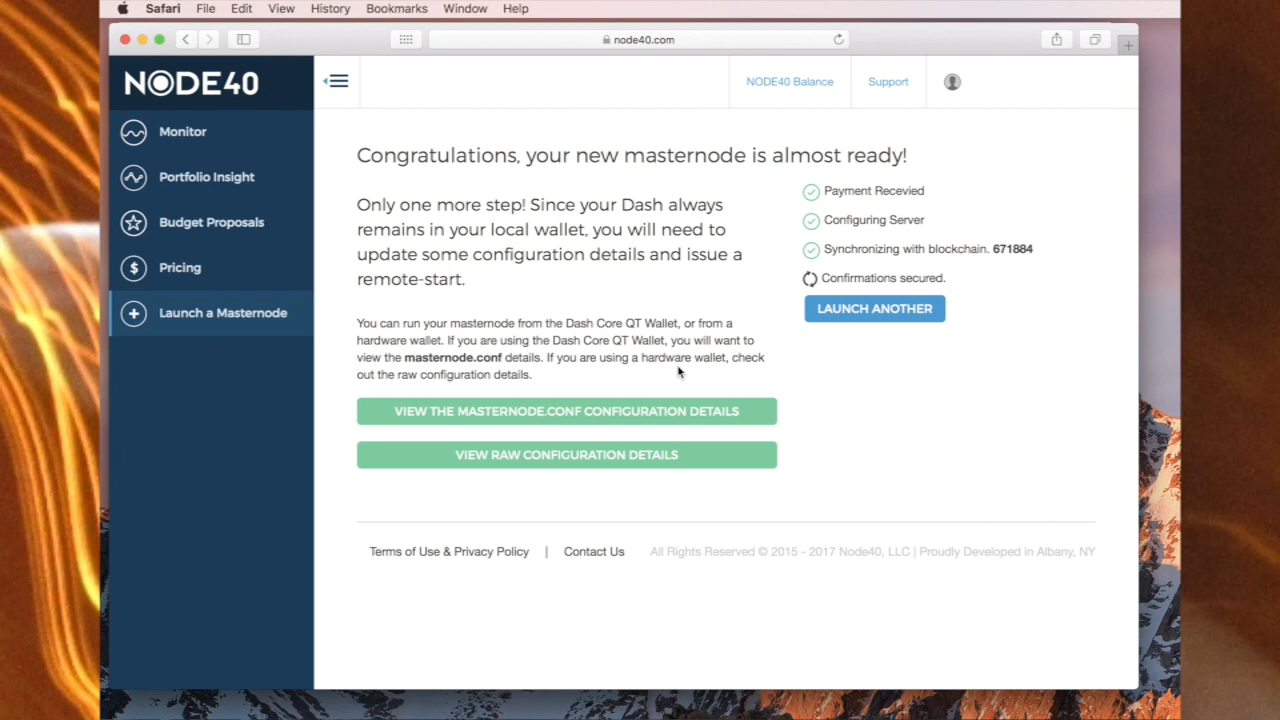 Safari File Edit View History Bookmarks Window Help
node40.com
NODE40
NODE40 Balance
Support
Monitor
Portfolio Insight
Budget Proposals
Pricing
Launch a Masternode
Congratulations, your new masternode is almost ready!
Only one more step! Since your Dash always
remains in your local wallet, you will need to
update some configuration details and issue a
remote-start.
You can run your masternode from the Dash Core QT Wallet, or from a
hardware wallet. If you are using the Dash Core QT Wallet, you will want to
view the masternode.conf details. If you are using a hardware wallet, check
out the raw configuration details.
VIEW THE MASTERNODE.CONF CONFIGURATION DETAILS
VIEW RAW CONFIGURATION DETAILS
Payment Recevied
Configuring Server
Synchronizing with blockchain. 671884
Confirmations secured.
LAUNCH ANOTHER
Terms of Use & Privacy Policy | Contact Us
All Rights Reserved © 2015 - 2017 Node40, LLC | Proudly Developed in Albany, NY